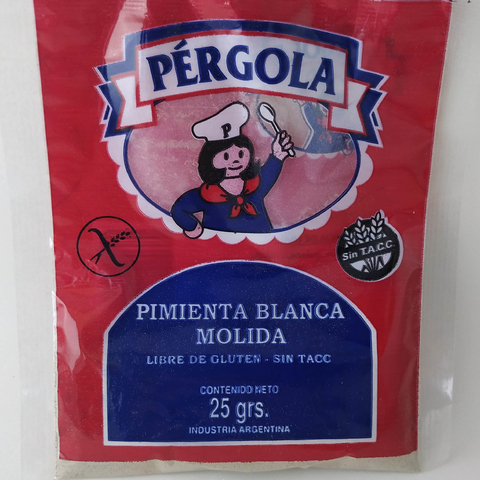 PÉRGOLA
P
Sin T.A.C.C.
PIMIENTA BLANCA
MOLIDA
LIBRE DE GLUTEN - SIN TACC
CONTENIDO NETO
25 grs.
INDUSTRIA ARGENTINA